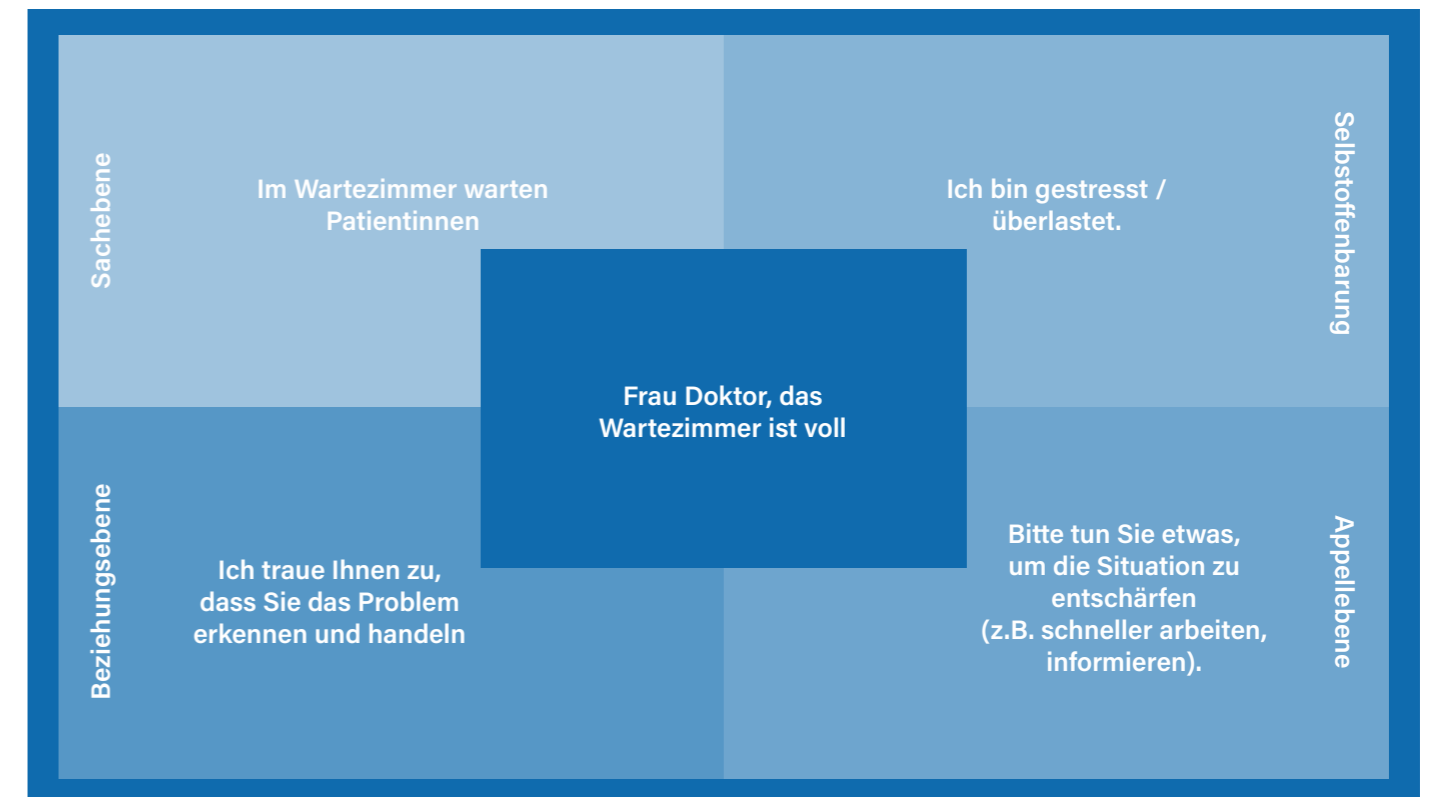 Sachebene
Im Wartezimmer warten
Patientinnen
Ich bin gestresst /
überlastet.
Selbstoffenbarung
Frau Doktor, das
Wartezimmer ist voll
Beziehungsebene
Ich traue Ihnen zu,
dass Sie das Problem
erkennen und handeln
Bitte tun Sie etwas,
um die Situation zu
entschärfen
(z.B. schneller arbeiten,
informieren).
Appellebene